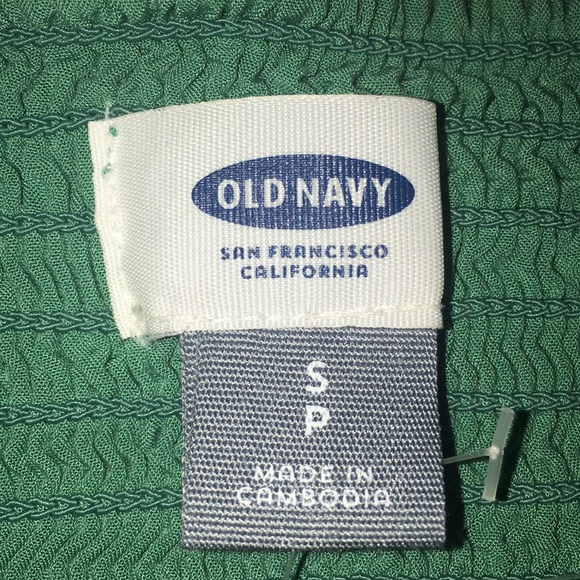 OLD NAVY
SAN FRANCISCO
CALIFORNIA
S
P
MADE IN
CAMBODIA